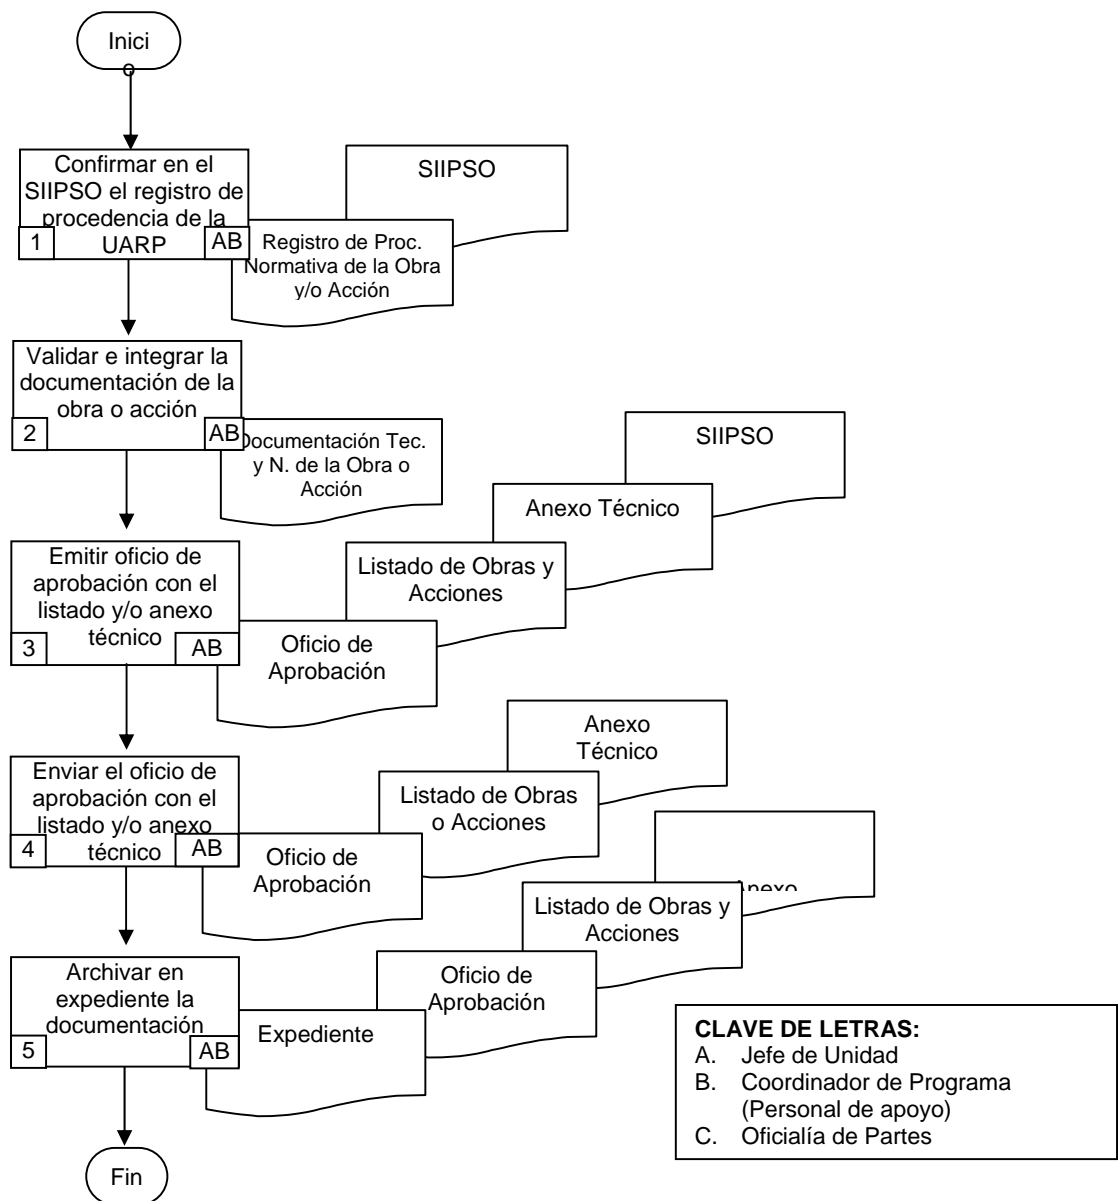 Inici
o
Confirmar en el
SIIPSO el registro de
procedencia de la
UARP
1
AB
SIIPSO
Registro de Proc.
Normativa de la Obra
y/o Acción
Validar e integrar la
documentación de la
obra o acción
2
AB
Documentación Tec.
y N. de la Obra o
Acción
SIIPSO
Anexo Técnico
Listado de Obras y
Acciones
Oficio de
Aprobación
Emitir oficio de
aprobación con el
listado y/o anexo
técnico
3
AB
Anexo
Técnico
Listado de Obras
o Acciones
Oficio de
Aprobación
Enviar el oficio de
aprobación con el
listado y/o anexo
técnico
4
AB
Anexo
Listado de Obras y
Acciones
Oficio de
Aprobación
Expediente
Archivar en
expediente la
documentación
5
AB
Fin
CLAVE DE LETRAS:
A. Jefe de Unidad
B. Coordinador de Programa
(Personal de apoyo)
C. Oficialía de Partes